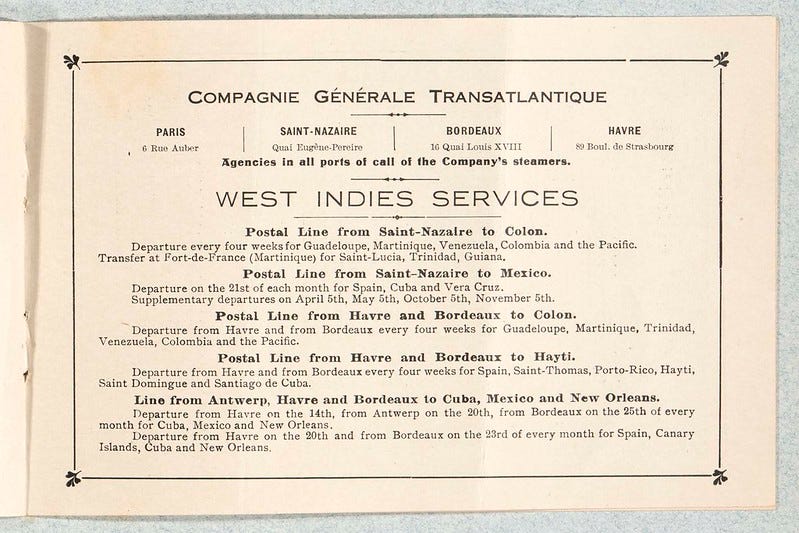 COMPAGNIE GÉNÉRALE TRANSATLANTIQUE
PARIS SAINT-NAZAIRE BORDEAUX HAVRE
6 Rue Auber Quai Eugène-Pereire 16 Quai Louis XVIII 89 Boul. de Strasbourg
Agencies in all ports of call of the Company's steamers.
WEST INDIES SERVICES
Postal Line from Saint-Nazaire to Colon.
Departure every four weeks for Guadeloupe, Martinique, Venezuela, Colombia and the Pacific.
Transfer at Fort-de-France (Martinique) for Saint-Lucia, Trinidad, Guiana.
Postal Line from Saint-Nazaire to Mexico.
Departure on the 21st of each month for Spain, Cuba and Vera Cruz.
Supplementary departures on April 5th, May 5th, October 5th, November 5th.
Postal Line from Havre and Bordeaux to Colon.
Departure from Havre and from Bordeaux every four weeks for Guadeloupe, Martinique, Trinidad,
Venezuela, Colombia and the Pacific.
Postal Line from Havre and Bordeaux to Hayti.
Departure from Havre and from Bordeaux every four weeks for Spain, Saint-Thomas, Porto-Rico, Hayti,
Saint Domingue and Santiago de Cuba.
Line from Antwerp, Havre and Bordeaux to Cuba, Mexico and New Orleans.
Departure from Havre on the 14th, from Antwerp on the 20th, from Bordeaux on the 25th of every
month for Cuba, Mexico and New Orleans.
Departure from Havre on the 20th and from Bordeaux on the 23rd of every month for Spain, Canary
Islands, Cuba and New Orleans.